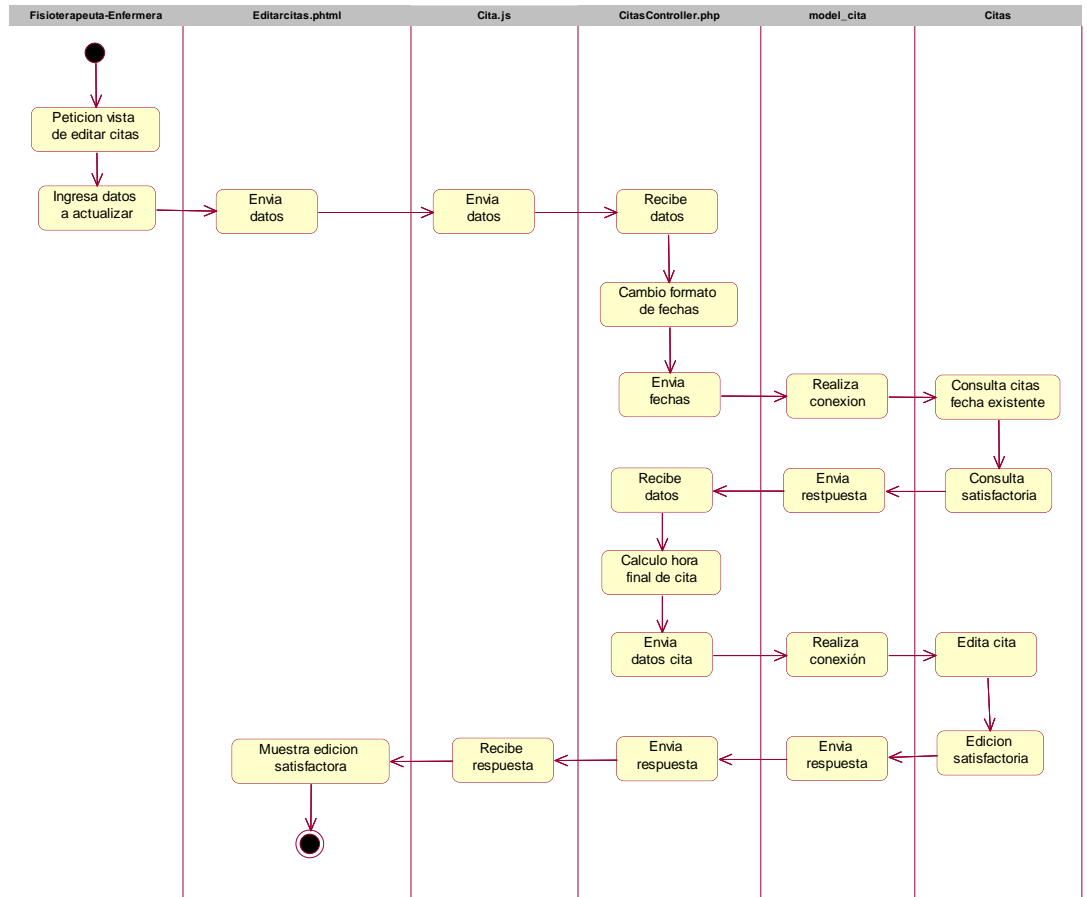 Fisioterapeuta-Enfermera
Editarcitas.phtml
Cita.js
CitasController.php
model_cita
Citas
Peticion vista
de editar citas
Ingresa datos
a actualizar
Envia
datos
Envia
datos
Recibe
datos
Cambio formato
de fechas
Envia
fechas
Realiza
conexion
Consulta citas
fecha existente
Recibe
datos
Envia
restpuesta
Consulta
satisfactoria
Calculo hora
final de cita
Envia
datos cita
Realiza
conexión
Edita cita
Muestra edicion
satisfactora
Recibe
respuesta
Envia
respuesta
Envia
respuesta
Edicion
satisfactoria